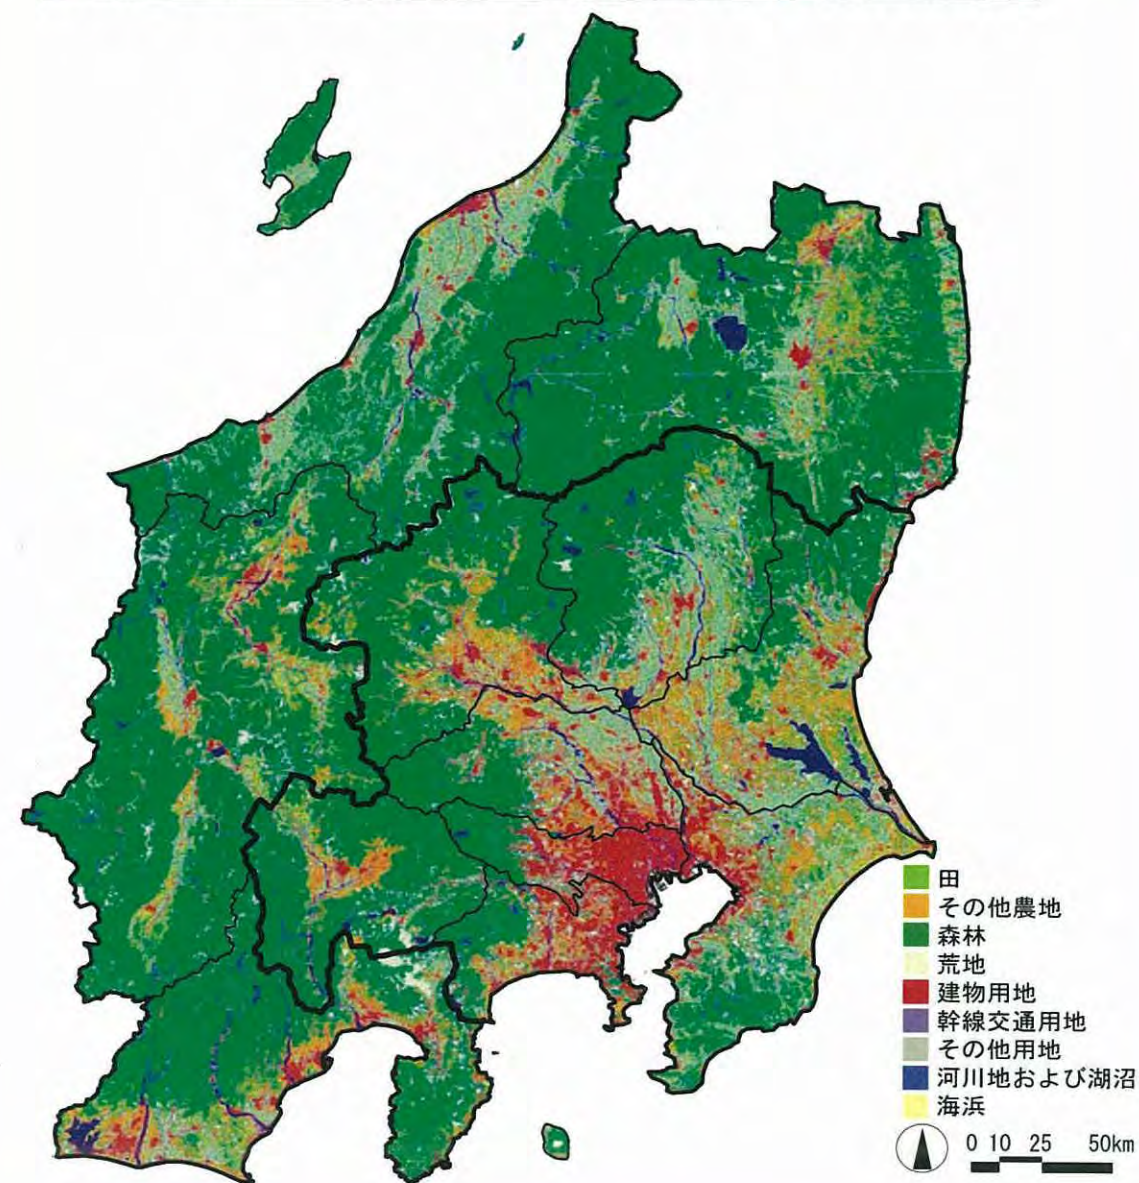 田
その他農地
森林
荒地
建物用地
幹線交通用地
その他用地
河川地および湖沼
海浜
0 10 25 50km